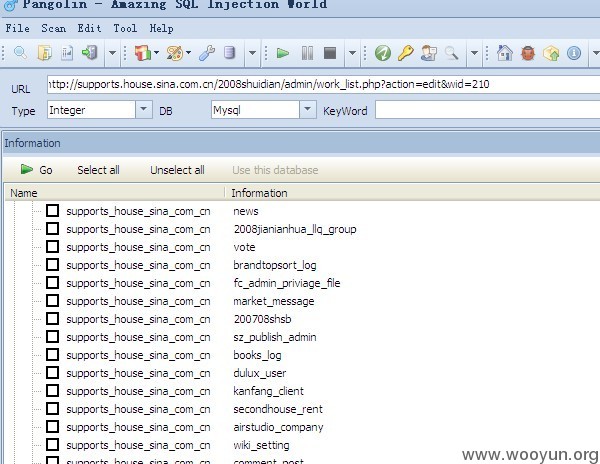 Pangolin - Amazing SQL Injection World
File Scan Edit Tool Help
URL http://supports.house.sina.com.cn/2008shuidian/admin/work_list.php?action=edit&wid=210
Type Integer DB Mysql KeyWord
Information
Go Select all Unselect all Use this database
Name Information
supports_house_sina_com_cn news
supports_house_sina_com_cn 2008jianianhua_llq_group
supports_house_sina_com_cn vote
supports_house_sina_com_cn brandtopsort_log
supports_house_sina_com_cn fc_admin_priviage_file
supports_house_sina_com_cn market_message
supports_house_sina_com_cn 200708shsb
supports_house_sina_com_cn sz_publish_admin
supports_house_sina_com_cn books_log
supports_house_sina_com_cn dulux_user
supports_house_sina_com_cn kanfang_client
supports_house_sina_com_cn secondhouse_rent
supports_house_sina_com_cn airstudio_company
supports_house_sina_com_cn wiki_setting
supports_house_sina_com_cn comment_post
www.wooyun.org